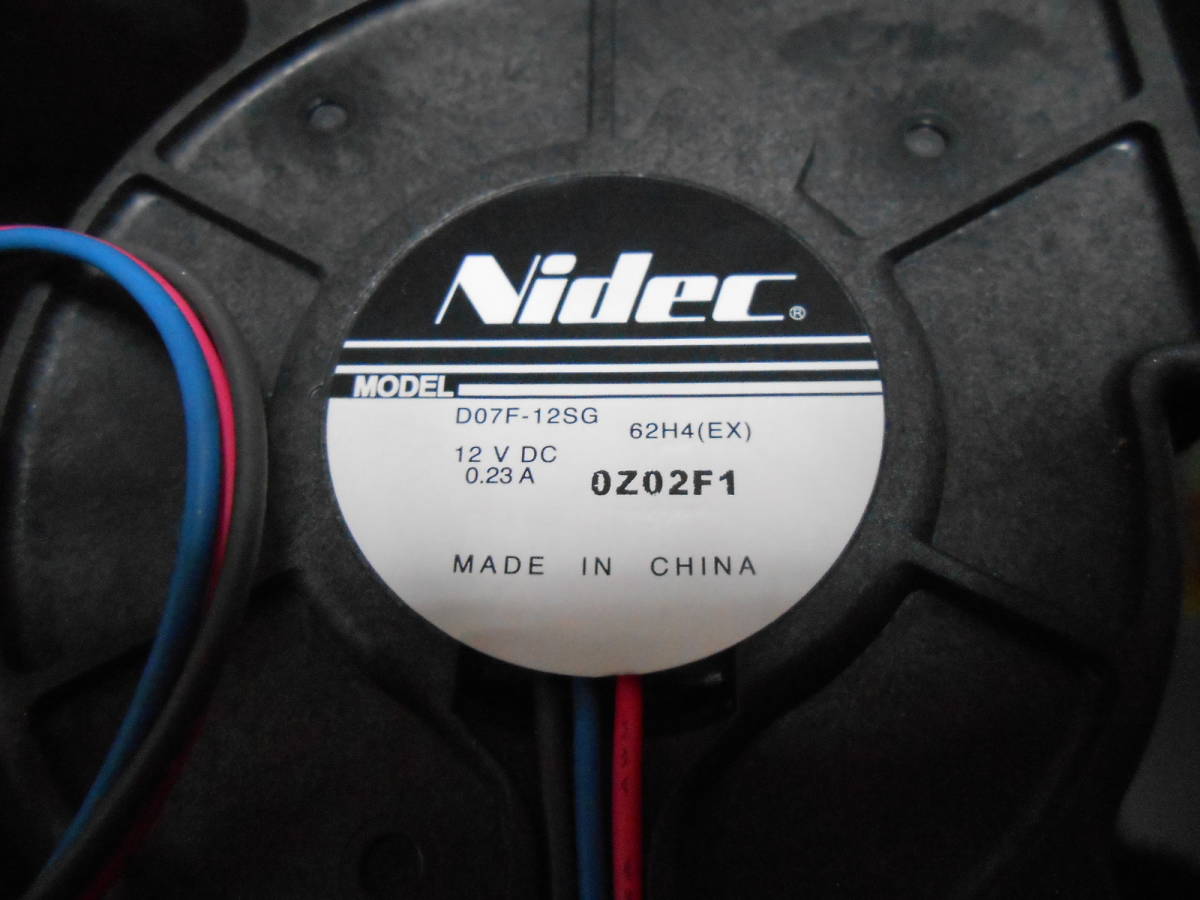 Nidec®
MODEL
D07F-12SG 62H4(EX)
12 V DC
0.23 A 0Z02F1
MADE IN CHINA